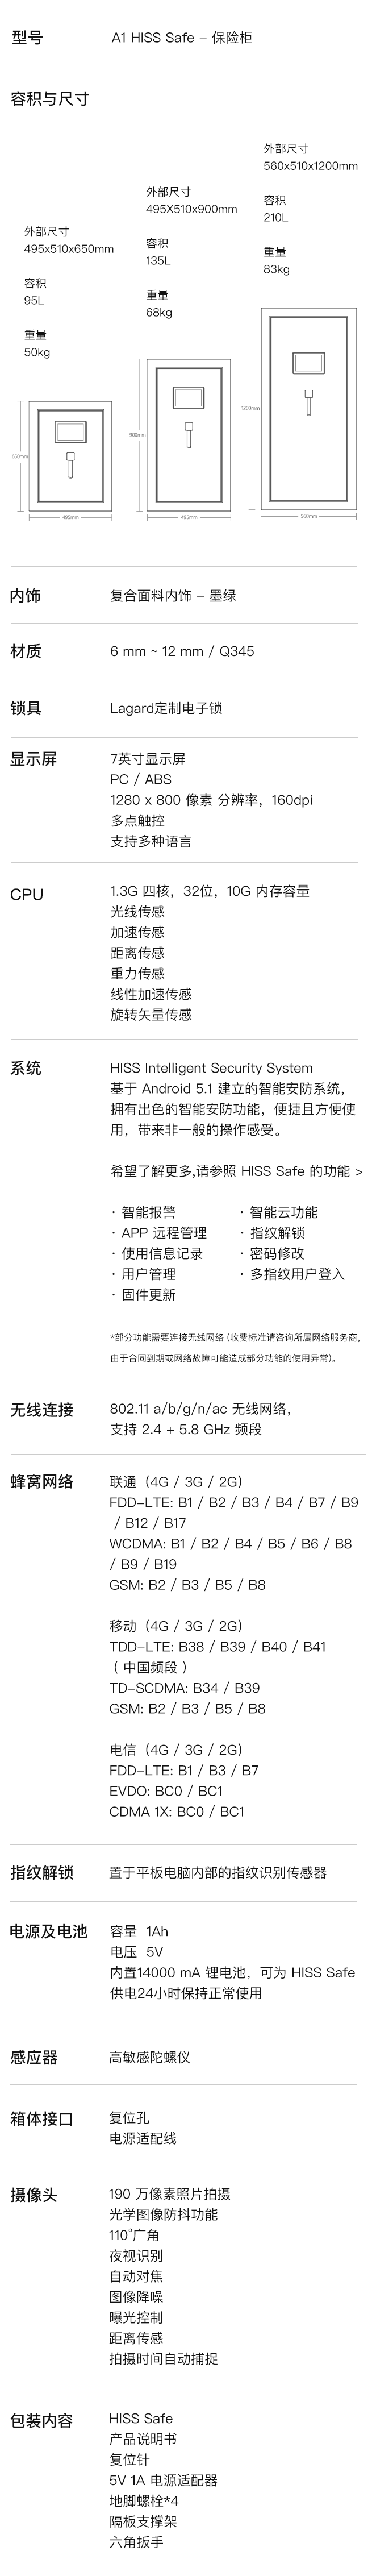 型号 A1 HISS Safe – 保险柜
容积与尺寸
外部尺寸
560x510x1200mm
容积
210L
重量
83kg
外部尺寸
495X510x900mm
容积
135L
重量
68kg
外部尺寸
495x510x650mm
容积
95L
重量
50kg
1200mm
900mm
650mm
495mm
495mm
560mm
内饰 复合面料内饰 – 墨绿
材质 6 mm ~ 12 mm / Q345
锁具 Lagard定制电子锁
显示屏 7英寸显示屏
PC / ABS
1280 x 800 像素 分辨率，160dpi
多点触控
支持多种语言
CPU 1.3G 四核，32位，10G 内存容量
光线传感
加速传感
距离传感
重力传感
线性加速传感
旋转矢量传感
系统 HISS Intelligent Security System
基于 Android 5.1 建立的智能安防系统，
拥有出色的智能安防功能，便捷且方便使
用，带来非一般的操作感受。
希望了解更多,请参照 HISS Safe 的功能 >
· 智能报警 · 智能云功能
· APP 远程管理 · 指纹解锁
· 使用信息记录 · 密码修改
· 用户管理 · 多指纹用户登入
· 固件更新
*部分功能需要连接无线网络 (收费标准请咨询所属网络服务商，
由于合同到期或网络故障可能造成部分功能的使用异常)。
无线连接 802.11 a/b/g/n/ac 无线网络，
支持 2.4 + 5.8 GHz 频段
蜂窝网络 联通（4G / 3G / 2G）
FDD–LTE: B1 / B2 / B3 / B4 / B7 / B9
/ B12 / B17
WCDMA: B1 / B2 / B4 / B5 / B6 / B8
/ B9 / B19
GSM: B2 / B3 / B5 / B8
移动（4G / 3G / 2G）
TDD–LTE: B38 / B39 / B40 / B41
( 中国频段 )
TD–SCDMA: B34 / B39
GSM: B2 / B3 / B5 / B8
电信（4G / 3G / 2G）
FDD–LTE: B1 / B3 / B7
EVDO: BC0 / BC1
CDMA 1X: BC0 / BC1
指纹解锁 置于平板电脑内部的指纹识别传感器
电源及电池 容量 1Ah
电压 5V
内置14000 mA 锂电池，可为 HISS Safe
供电24小时保持正常使用
感应器 高敏感陀螺仪
箱体接口 复位孔
电源适配线
摄像头 190 万像素照片拍摄
光学图像防抖功能
110°广角
夜视识别
自动对焦
图像降噪
曝光控制
距离传感
拍摄时间自动捕捉
包装内容 HISS Safe
产品说明书
复位针
5V 1A 电源适配器
地脚螺栓*4
隔板支撑架
六角扳手